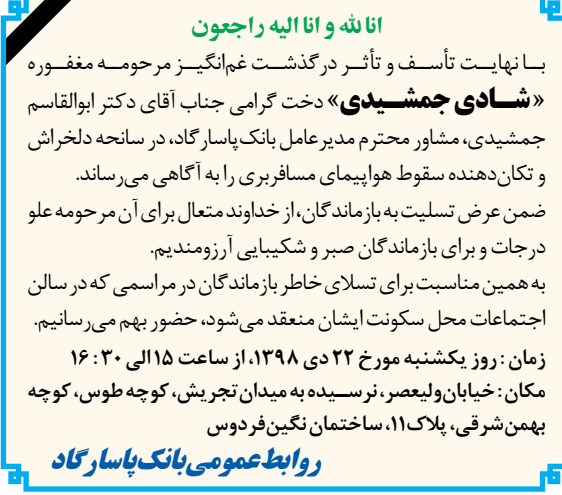 انا لله و انا الیه راجعون
با نهایت تأسف و تأثر درگذشت غم‌انگیز مرحومه مغفوره
«شادی جمشیدی» دخت گرامی جناب آقای دکتر ابوالقاسم
جمشیدی، مشاور محترم مدیرعامل بانک‌پاسارگاد، در سانحه دلخراش
و تکان‌دهنده سقوط هواپیمای مسافربری را به آگاهی می‌رساند.
ضمن عرض تسلیت به بازماندگان، از خداوند متعال برای آن مرحومه علو
درجات و برای بازماندگان صبر و شکیبایی آرزومندیم.
به همین مناسبت برای تسلای خاطر بازماندگان در مراسمی که در سالن
اجتماعات محل سکونت ایشان منعقد می‌شود، حضور بهم می‌رسانیم.
زمان : روز یکشنبه مورخ ۲۲ دی ۱۳۹۸، از ساعت ۱۵ الی ۳۰ : ۱۶
مکان : خیابان‌ولیعصر، نرسیده به میدان تجریش، کوچه طوس، کوچه
بهمن‌شرقی، پلاک۱۱، ساختمان نگین‌فردوس
روابط عمومی بانک‌پاسارگاد